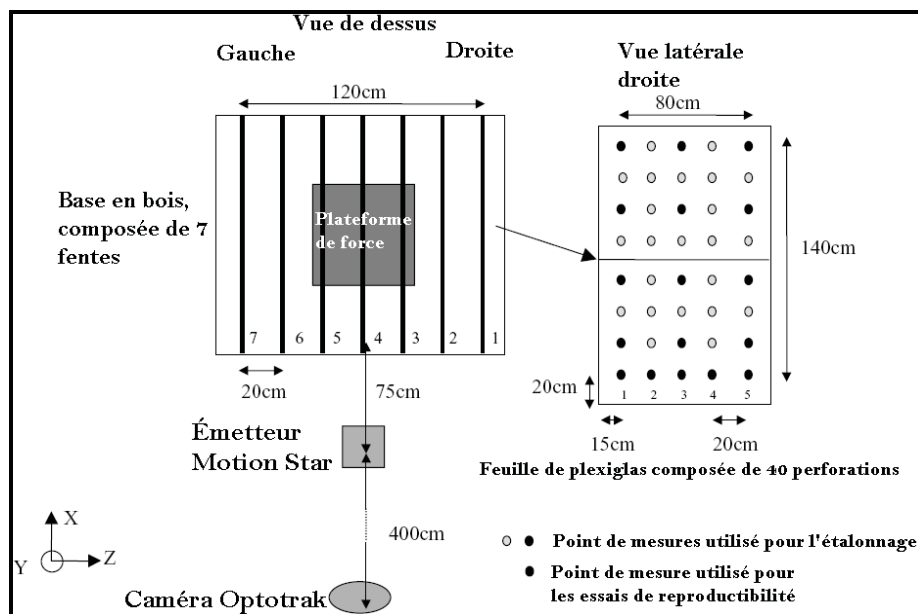 Vue de dessus
Gauche
Droite
120cm
Vue latérale
droite
80cm
Base en bois,
composée de 7
fentes
Plateforme
de force
140cm
7 6 5 4 3 2 1
20cm
75cm
20cm
1 2 3 4 5
15cm
20cm
Émetteur
Motion Star
Feuille de plexiglas composée de 40 perforations
400cm
X
Y
Z
Point de mesures utilisé pour l'étalonnage
Point de mesure utilisé pour
les essais de reproductibilité
Caméra Optotrak